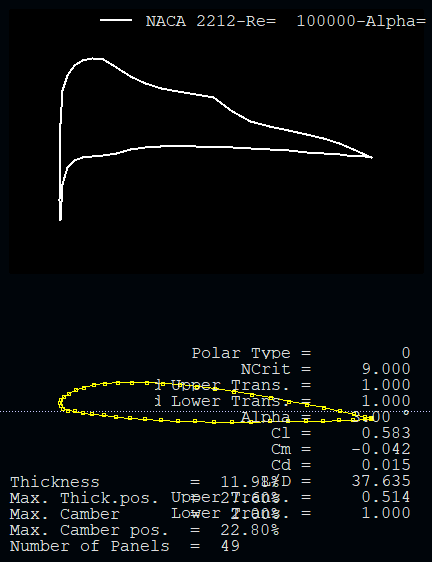 NACA 2212-Re= 100000-Alpha=
Polar Type = 0
NCrit = 9.000
Upper Trans. = 1.000
Lower Trans. = 1.000
Alpha = °
Cl = 0.583
Cm = -0.042
Cd = 0.015
L/D = 37.635
Upper Trans. = 0.514
Lower Trans. = 1.000
Thickness = 11.98%
Max. Thick.pos. = 27.60%
Max. Camber = 2.00%
Max. Camber pos. = 22.80%
Number of Panels = 49